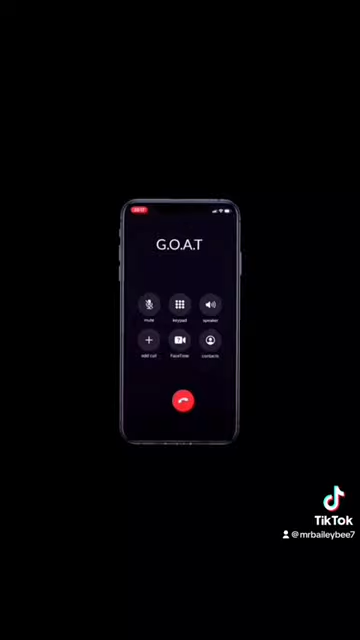 G.O.A.T
mute
keypad
speaker
add call
FaceTime
contacts
TikTok
@mrbaileybee7